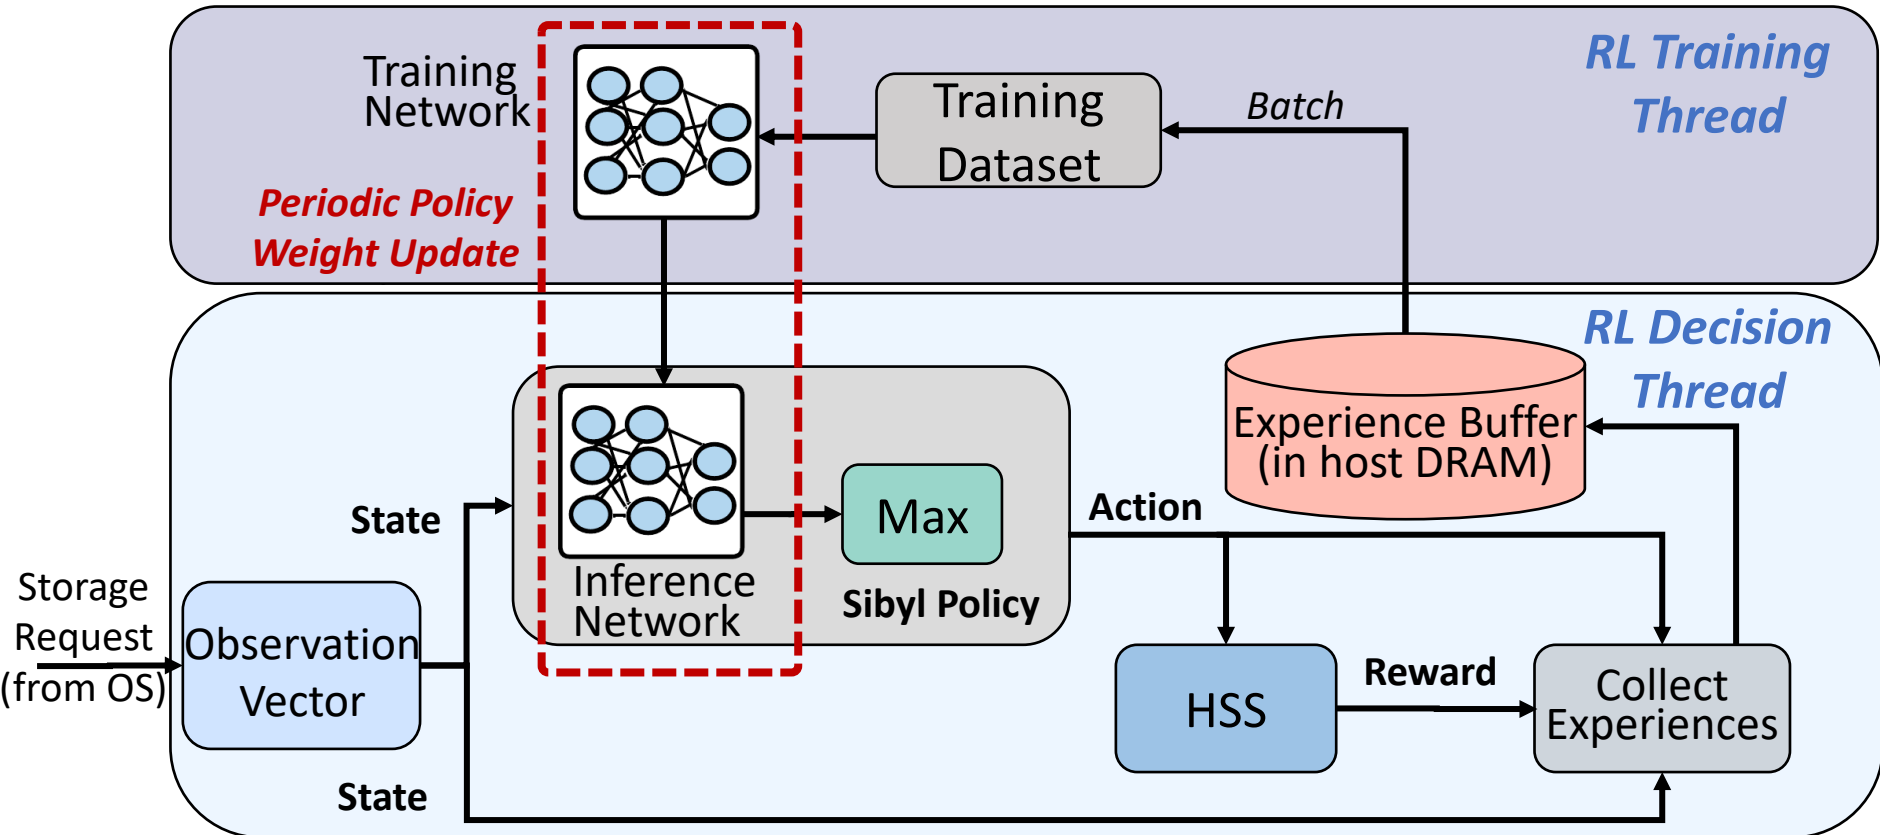 RL Training
Thread
Training
Network
Training
Dataset
Batch
Periodic Policy
Weight Update
RL Decision
Thread
Experience Buffer
(in host DRAM)
State
Max
Action
Inference
Network
Sibyl Policy
Storage
Request
(from OS)
Observation
Vector
HSS
Reward
Collect
Experiences
State